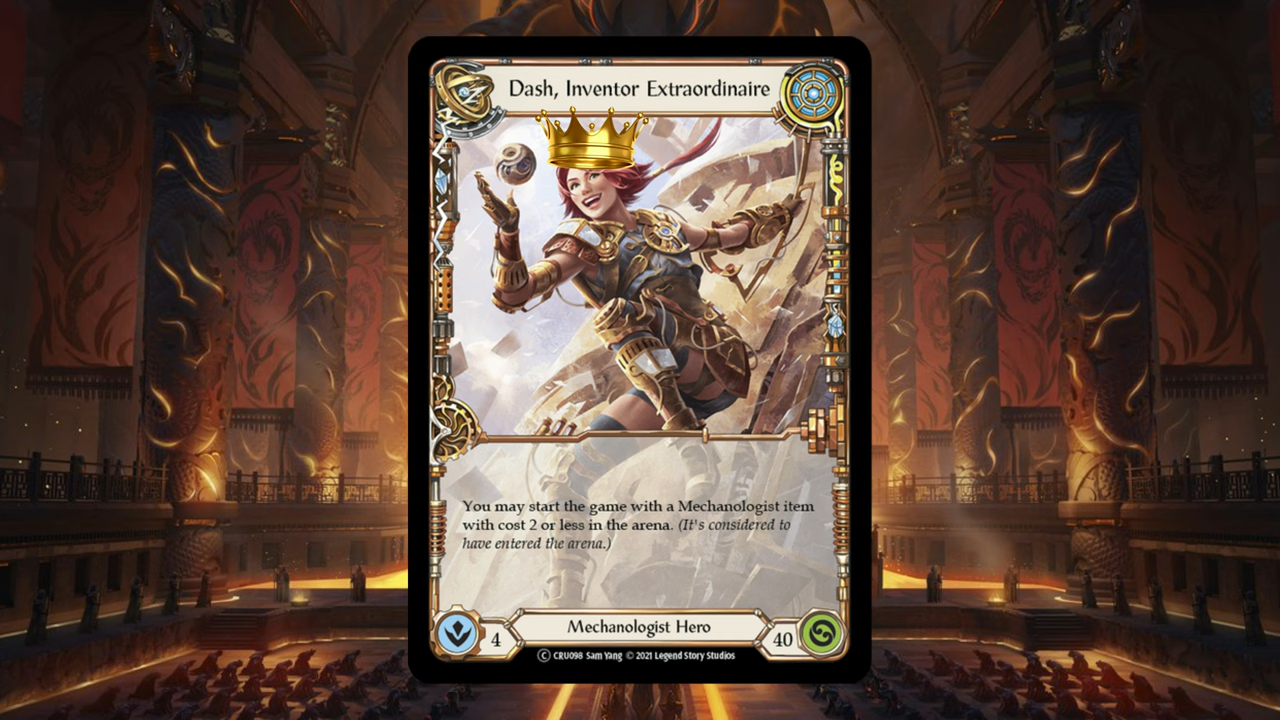 Dash, Inventor Extraordinaire
You may start the game with a Mechanologist item
with cost 2 or less in the arena. (It's considered to
have entered the arena.)
4
Mechanologist Hero
40
C CRU098 Sam Yang © 2021 Legend Story Studios